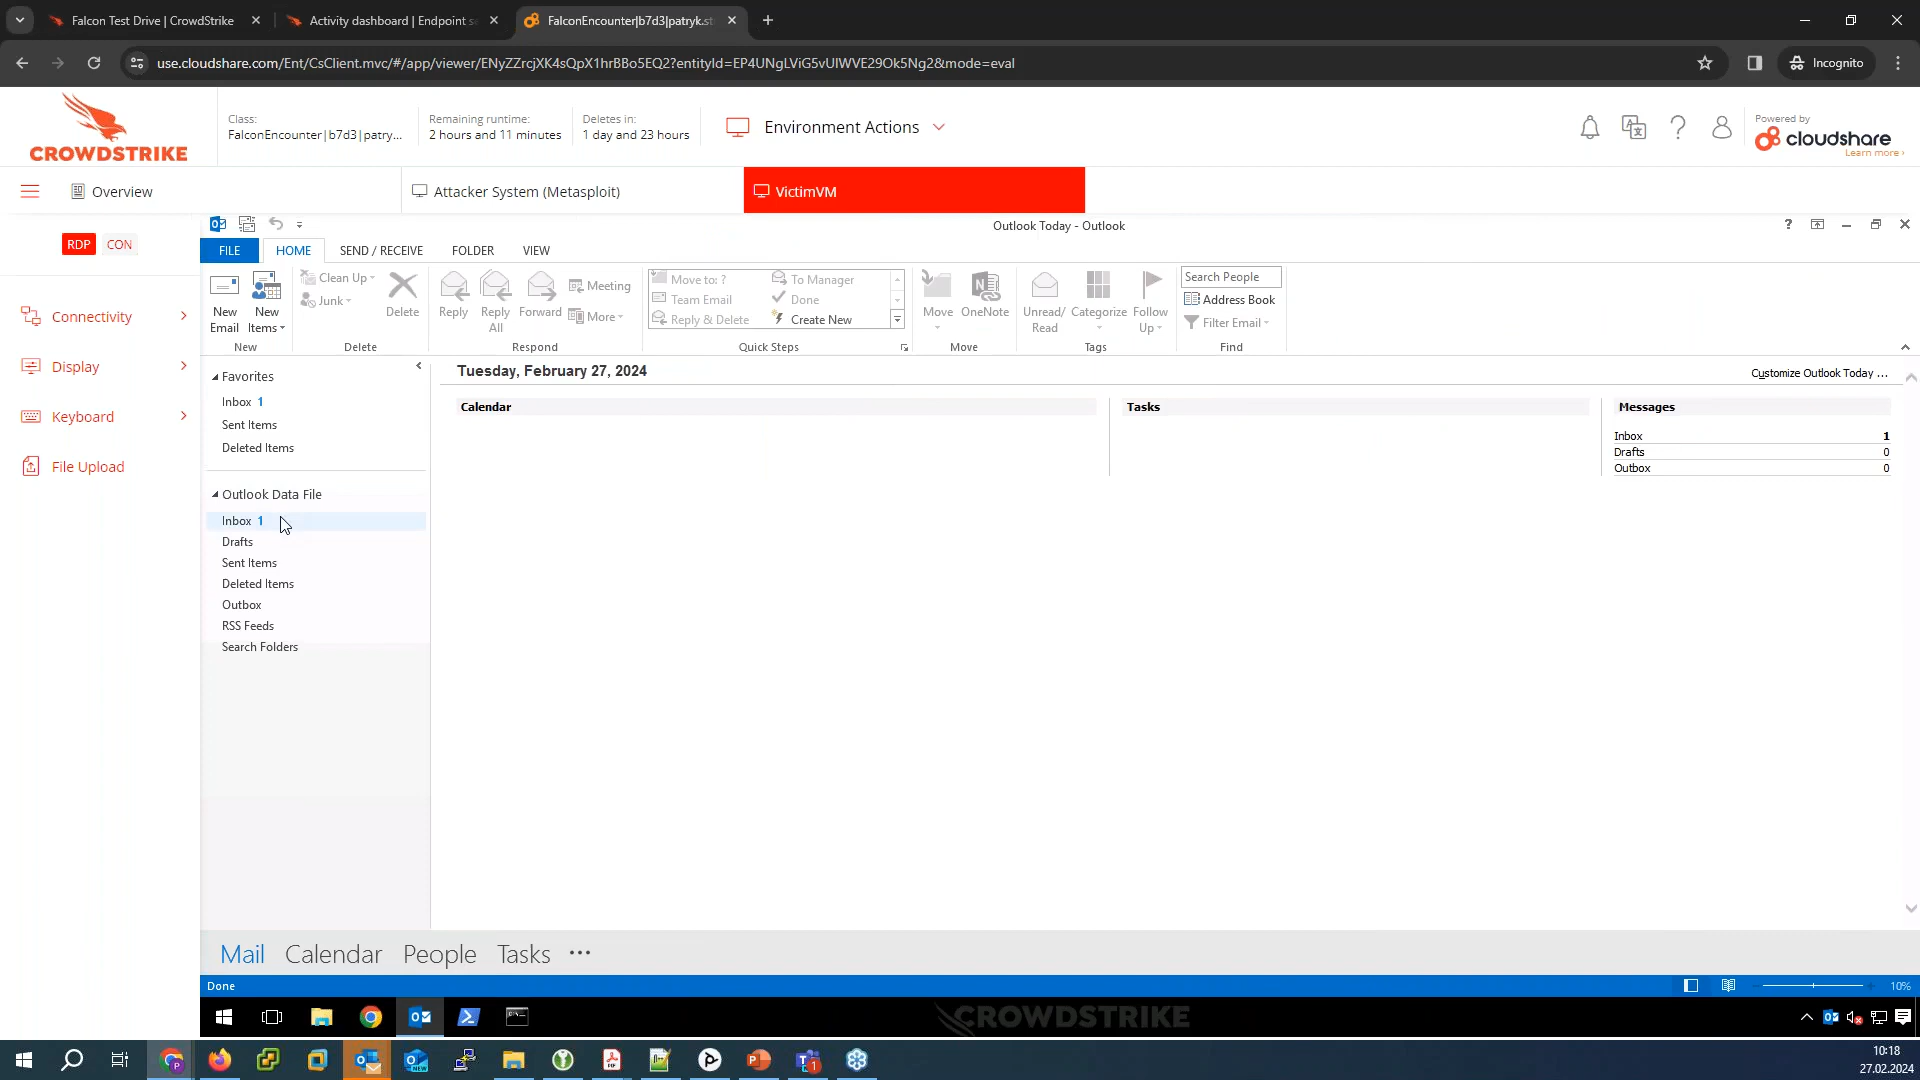 Falcon Test Drive | CrowdStrike
Activity dashboard | Endpoint se
FalconEncounter|b7d3|patryk.st
use.cloudshare.com/Ent/CsClient.mvc/#/app/viewer/ENyZZrcjXK4sQpX1hrBBo5EQ2?entityId=EP4UNgLViG5vUlWVE29Ok5Ng2&mode=eval
Incognito
CROWDSTRIKE
Class:
FalconEncounter|b7d3|patry...
Remaining runtime:
2 hours and 11 minutes
Deletes in:
1 day and 23 hours
Environment Actions
Powered by
cloudshare
Learn more ›
Overview
Attacker System (Metasploit)
VictimVM
RDP
CON
Connectivity
Display
Keyboard
File Upload
Outlook Today - Outlook
FILE
HOME
SEND / RECEIVE
FOLDER
VIEW
New Email
New Items
New
Clean Up
Junk
Delete
Delete
Reply
Reply All
Forward
Meeting
More
Respond
Move to: ?
Team Email
Reply & Delete
To Manager
Done
Create New
Quick Steps
Move
OneNote
Move
Unread/ Read
Categorize
Follow Up
Tags
Search People
Address Book
Filter Email
Find
Favorites
Inbox 1
Sent Items
Deleted Items
Outlook Data File
Inbox 1
Drafts
Sent Items
Deleted Items
Outbox
RSS Feeds
Search Folders
Tuesday, February 27, 2024
Customize Outlook Today ...
Calendar
Tasks
Messages
Inbox 1
Drafts 0
Outbox 0
Mail Calendar People Tasks ···
Done
10%
CROWDSTRIKE
10:18
27.02.2024